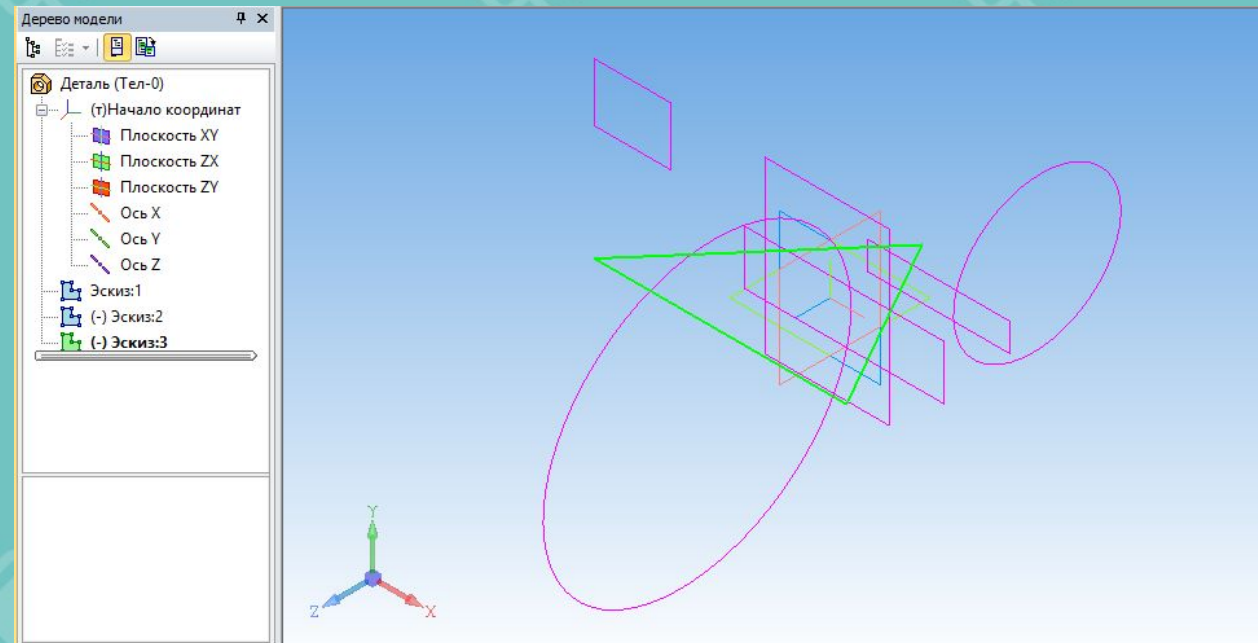 Дерево модели
Деталь (Тел-0)
(т)Начало координат
Плоскость XY
Плоскость ZX
Плоскость ZY
Ось X
Ось Y
Ось Z
Эскиз:1
(-) Эскиз:2
(-) Эскиз:3
Y
Z
X